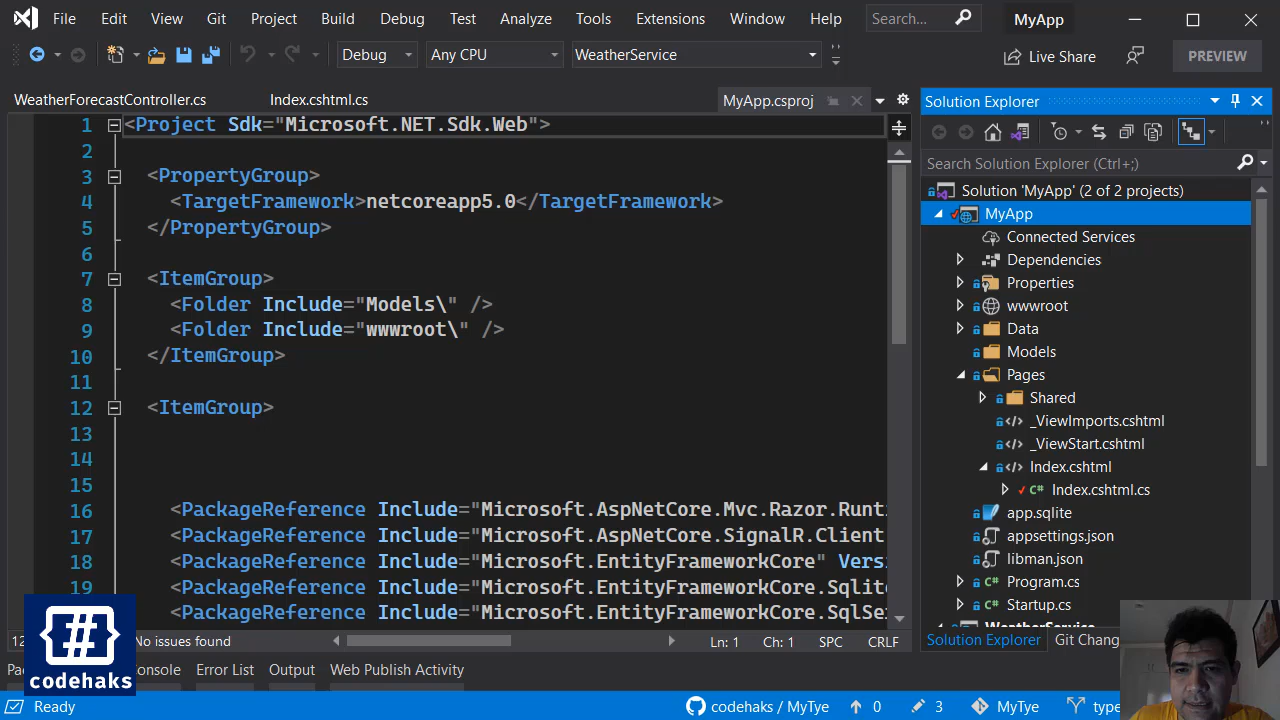 File Edit View Git Project Build Debug Test Analyze Tools Extensions Window Help Search... MyApp
Debug Any CPU WeatherService Live Share PREVIEW
WeatherForecastController.cs Index.cshtml.cs MyApp.csproj
1 <Project Sdk="Microsoft.NET.Sdk.Web">
2
3 <PropertyGroup>
4 <TargetFramework>netcoreapp5.0</TargetFramework>
5 </PropertyGroup>
6
7 <ItemGroup>
8 <Folder Include="Models\" />
9 <Folder Include="wwwroot\" />
10 </ItemGroup>
11
12 <ItemGroup>
13
14
15
16 <PackageReference Include="Microsoft.AspNetCore.Mvc.Razor.Runt
17 <PackageReference Include="Microsoft.AspNetCore.SignalR.Client
18 <PackageReference Include="Microsoft.EntityFrameworkCore" Versi
19 <PackageReference Include="Microsoft.EntityFrameworkCore.Sqlite
<PackageReference Include="Microsoft.EntityFrameworkCore.SqlSe
No issues found Ln: 1 Ch: 1 SPC CRLF
Error List Output Web Publish Activity
Solution Explorer
Search Solution Explorer (Ctrl+;)
Solution 'MyApp' (2 of 2 projects)
MyApp
Connected Services
Dependencies
Properties
wwwroot
Data
Models
Pages
Shared
_ViewImports.cshtml
_ViewStart.cshtml
Index.cshtml
Index.cshtml.cs
app.sqlite
appsettings.json
libman.json
Program.cs
Startup.cs
WeatherService
Solution Explorer Git Chang
codehaks
Ready codehaks / MyTye 0 3 MyTye type